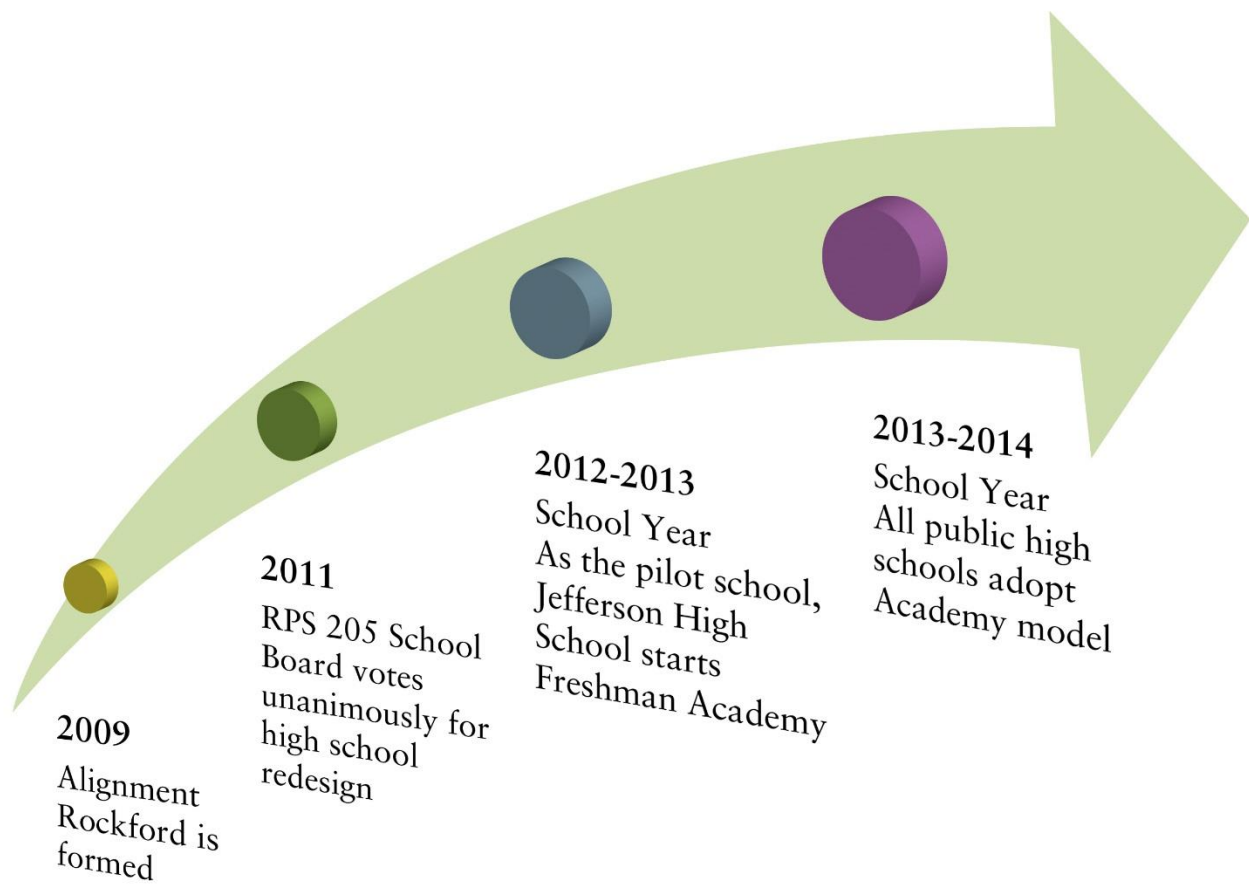 2009
Alignment
Rockford is
formed
2011
RPS 205 School
Board votes
unanimously for
high school
redesign
2012-2013
School Year
As the pilot school,
Jefferson High
School starts
Freshman Academy
2013-2014
School Year
All public high
schools adopt
Academy model